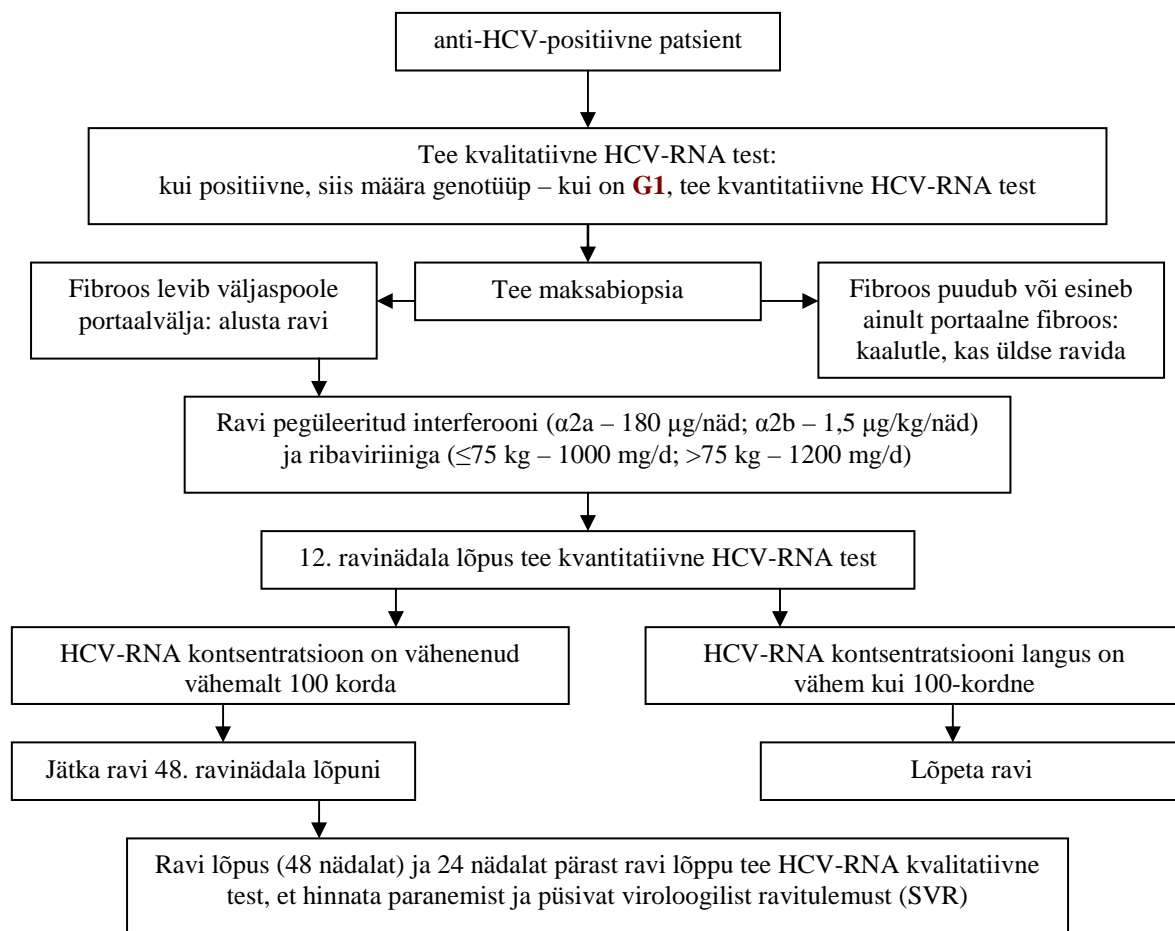 anti-HCV-positiivne patsient
Tee kvalitatiivne HCV-RNA test:
kui positiivne, siis määra genotüüp – kui on G1, tee kvantitatiivne HCV-RNA test
Fibroos levib väljaspoole
portaalvälja: alusta ravi
Tee maksabiopsia
Fibroos puudub või esineb
ainult portaalne fibroos:
kaalutle, kas üldse ravida
Ravi pegüleeritud interferooni (α2a – 180 μg/näd; α2b – 1,5 μg/kg/näd)
ja ribaviriiniga (≤75 kg – 1000 mg/d; >75 kg – 1200 mg/d)
12. ravinädala lõpus tee kvantitatiivne HCV-RNA test
HCV-RNA kontsentratsioon on vähenenud
vähemalt 100 korda
HCV-RNA kontsentratsiooni langus on
vähem kui 100-kordne
Jätka ravi 48. ravinädala lõpuni
Lõpeta ravi
Ravi lõpus (48 nädalat) ja 24 nädalat pärast ravi lõppu tee HCV-RNA kvalitatiivne
test, et hinnata paranemist ja püsivat viroloogilist ravitulemust (SVR)